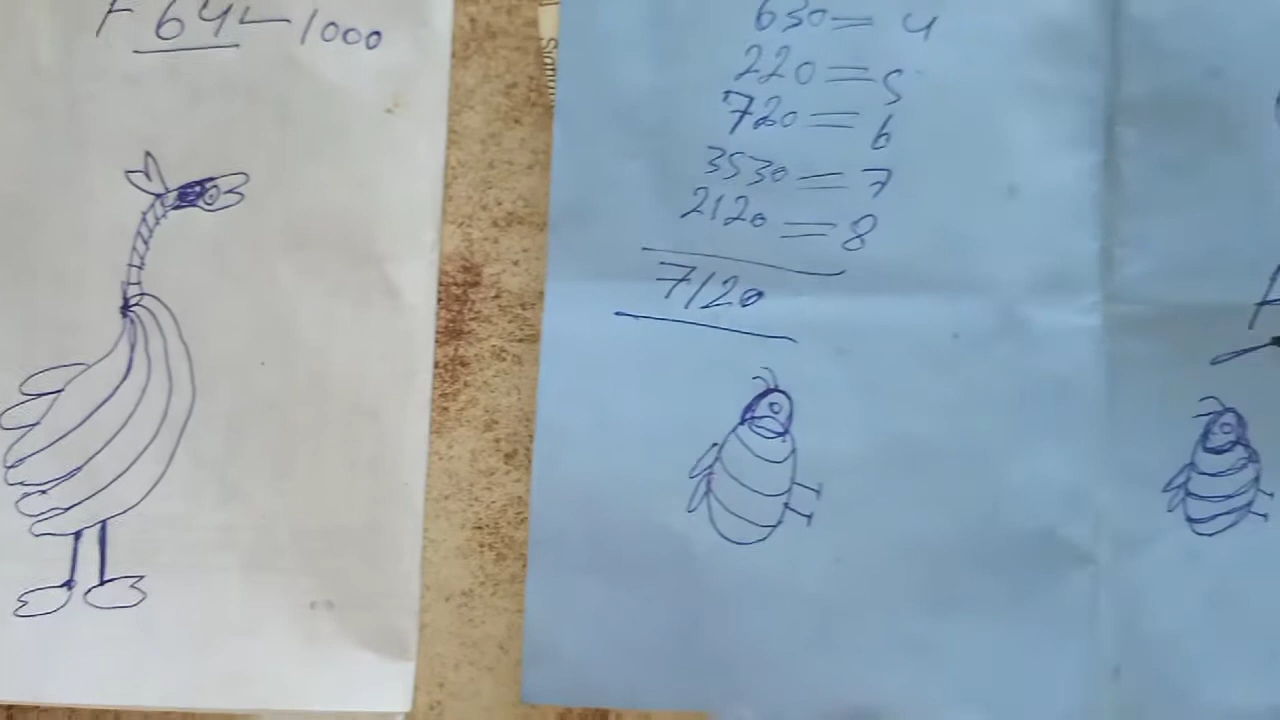 F 64 - 1000
630 = 4
220 = 5
720 = 6
3530 = 7
2120 = 8
7120